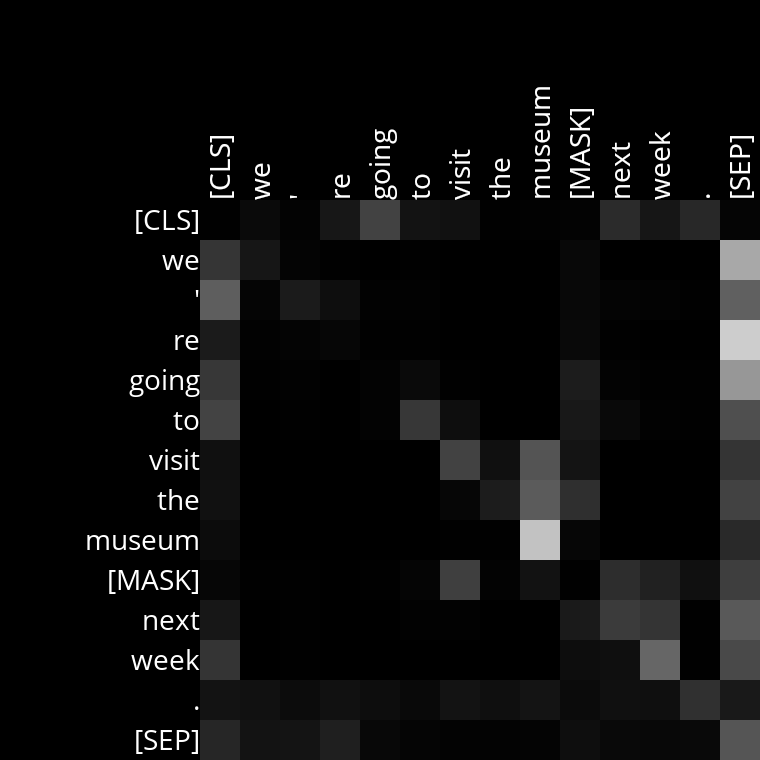 [CLS] we ' re going to visit the museum [MASK] next week . [SEP]
[CLS]
we
'
re
going
to
visit
the
museum
[MASK]
next
week
.
[SEP]